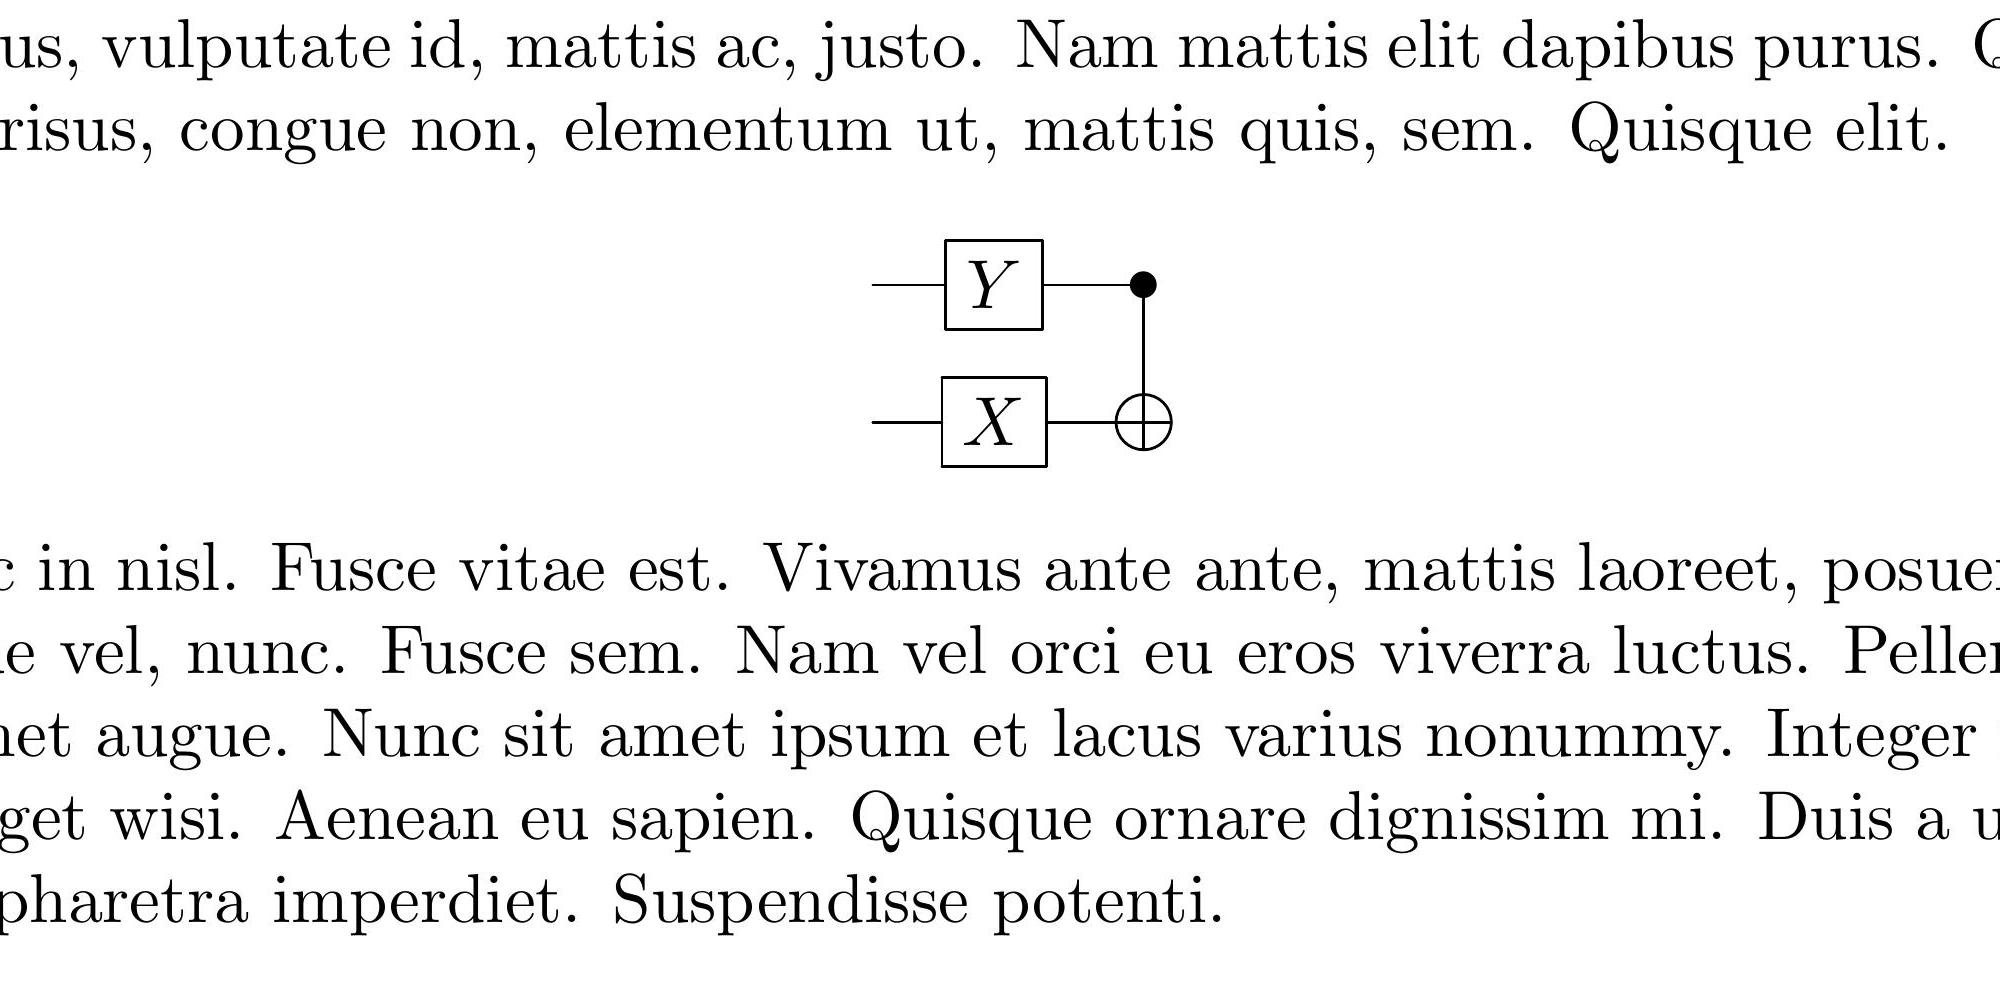 us, vulputate id, mattis ac, justo. Nam mattis elit dapibus purus.
risus, congue non, elementum ut, mattis quis, sem. Quisque elit.
Y
X
in nisl. Fusce vitae est. Vivamus ante ante, mattis laoreet,
vel, nunc. Fusce sem. Nam vel orci eu eros viverra luctus.
augue. Nunc sit amet ipsum et lacus varius nonummy. Integer
get wisi. Aenean eu sapien. Quisque ornare dignissim mi. Duis a
pharetra imperdiet. Suspendisse potenti.